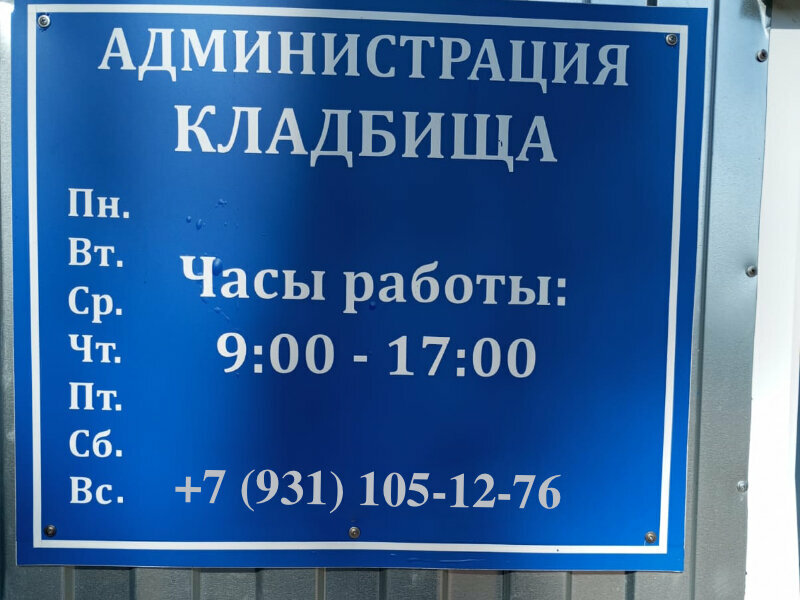 АДМИНИСТРАЦИЯ
КЛАДБИЩА
Пн.
Вт.
Ср.
Чт.
Пт.
Сб.
Вс.
Часы работы:
9:00 - 17:00
+7 (931) 105-12-76